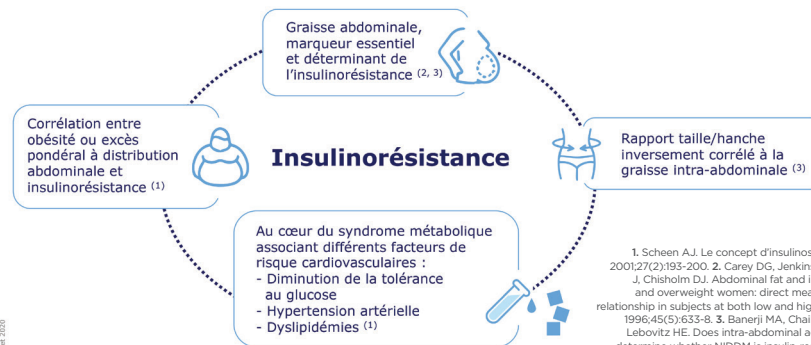 Graisse abdominale,
marqueur essentiel
et déterminant de
l'insulinorésistance (2, 3)
Corrélation entre
obésité ou excès
pondéral à distribution
abdominale et
insulinorésistance (1)
Insulinorésistance
Rapport taille/hanche
inversement corrélé à la
graisse intra-abdominale (3)
Au cœur du syndrome métabolique
associant différents facteurs de
risque cardiovasculaires :
- Diminution de la tolérance
au glucose
- Hypertension artérielle
- Dyslipidémies (1)
1. Scheen AJ. Le concept d'insulinos
2001;27(2):193-200. 2. Carey DG, Jenkins
J, Chisholm DJ. Abdominal fat and i
and overweight women: direct mea
relationship in subjects at both low and hig
1996;45(5):633-8. 3. Banerji MA, Chai
Lebovitz HE. Does intra-abdominal a
2020